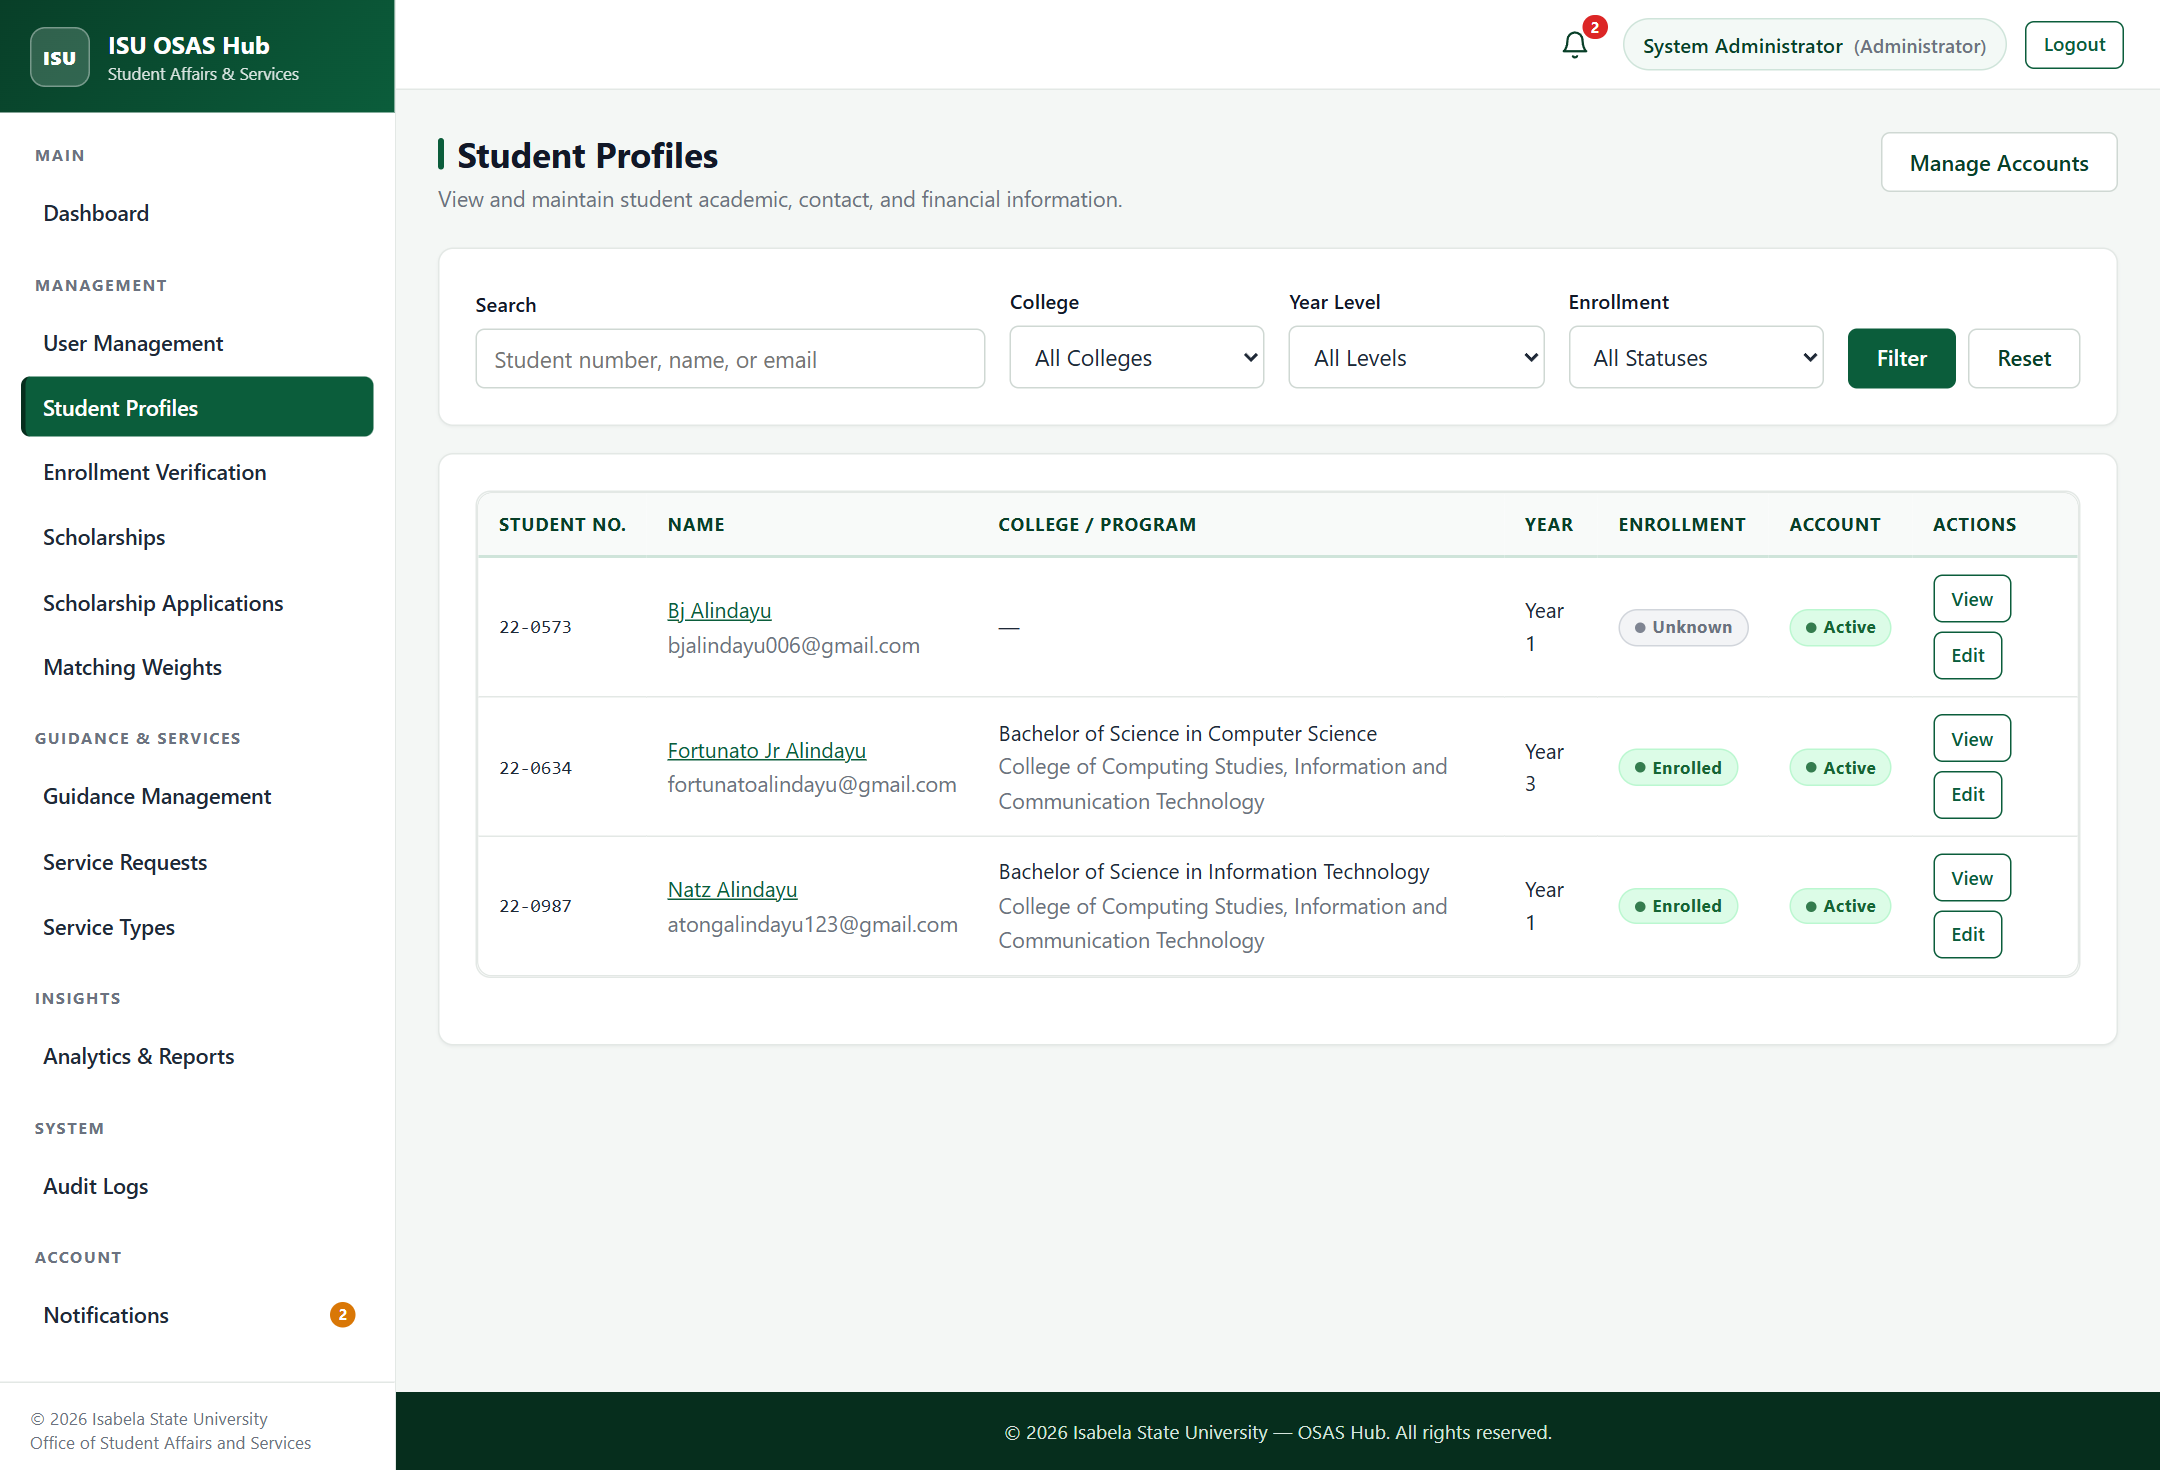 ISU
ISU OSAS Hub
Student Affairs & Services
2
System Administrator (Administrator)
Logout
MAIN
Dashboard
MANAGEMENT
User Management
Student Profiles
Enrollment Verification
Scholarships
Scholarship Applications
Matching Weights
GUIDANCE & SERVICES
Guidance Management
Service Requests
Service Types
INSIGHTS
Analytics & Reports
SYSTEM
Audit Logs
ACCOUNT
Notifications 2
© 2026 Isabela State University
Office of Student Affairs and Services
Student Profiles
View and maintain student academic, contact, and financial information.
Manage Accounts
Search College Year Level Enrollment
Student number, name, or email All Colleges All Levels All Statuses Filter Reset
STUDENT NO. NAME COLLEGE / PROGRAM YEAR ENROLLMENT ACCOUNT ACTIONS
22-0573
Bj Alindayu
bjalindayu006@gmail.com
—
Year
1
Unknown
Active
View
Edit
22-0634
Fortunato Jr Alindayu
fortunatoalindayu@gmail.com
Bachelor of Science in Computer Science
College of Computing Studies, Information and
Communication Technology
Year
3
Enrolled
Active
View
Edit
22-0987
Natz Alindayu
atongalindayu123@gmail.com
Bachelor of Science in Information Technology
College of Computing Studies, Information and
Communication Technology
Year
1
Enrolled
Active
View
Edit
© 2026 Isabela State University — OSAS Hub. All rights reserved.